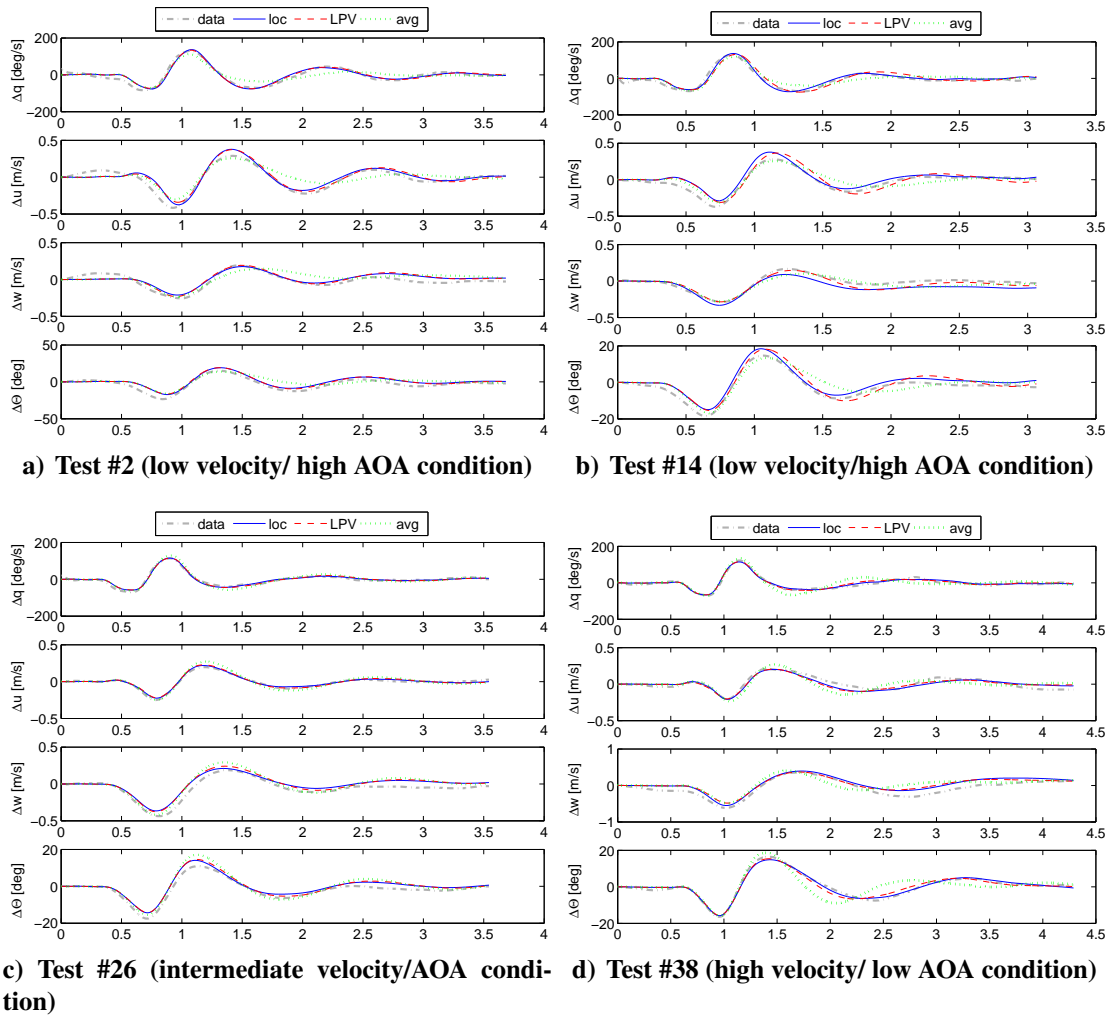 data loc LPV avg
200
0
−200
Δq [deg/s]
0 0.5 1 1.5 2 2.5 3 3.5 4
0.5
0
−0.5
Δu [m/s]
0 0.5 1 1.5 2 2.5 3 3.5 4
0.5
0
−0.5
Δw [m/s]
0 0.5 1 1.5 2 2.5 3 3.5 4
50
0
50
ΔΘ [deg]
0 0.5 1 1.5 2 2.5 3 3.5 4
a) Test #2 (low velocity/ high AOA condition)
data loc LPV avg
200
0
−200
Δq [deg/s]
0 0.5 1 1.5 2 2.5 3 3.5
0.5
0
−0.5
Δu [m/s]
0 0.5 1 1.5 2 2.5 3 3.5
0.5
0
−0.5
Δw [m/s]
0 0.5 1 1.5 2 2.5 3 3.5
20
0
−20
ΔΘ [deg]
0 0.5 1 1.5 2 2.5 3 3.5
b) Test #14 (low velocity/high AOA condition)
data loc LPV avg
200
0
−200
Δq [deg/s]
0 0.5 1 1.5 2 2.5 3 3.5 4
0.5
0
−0.5
Δu [m/s]
0 0.5 1 1.5 2 2.5 3 3.5 4
0.5
0
−0.5
Δw [m/s]
0 0.5 1 1.5 2 2.5 3 3.5 4
20
0
−20
ΔΘ [deg]
0 0.5 1 1.5 2 2.5 3 3.5 4
c) Test #26 (intermediate velocity/AOA condi-
tion)
data loc LPV avg
200
0
−200
Δq [deg/s]
0 0.5 1 1.5 2 2.5 3 3.5 4 4.5
0.5
0
−0.5
Δu [m/s]
0 0.5 1 1.5 2 2.5 3 3.5 4 4.5
1
0
−1
Δw [m/s]
0 0.5 1 1.5 2 2.5 3 3.5 4 4.5
20
0
−20
ΔΘ [deg]
0 0.5 1 1.5 2 2.5 3 3.5 4 4.5
d) Test #38 (high velocity/ low AOA condition)